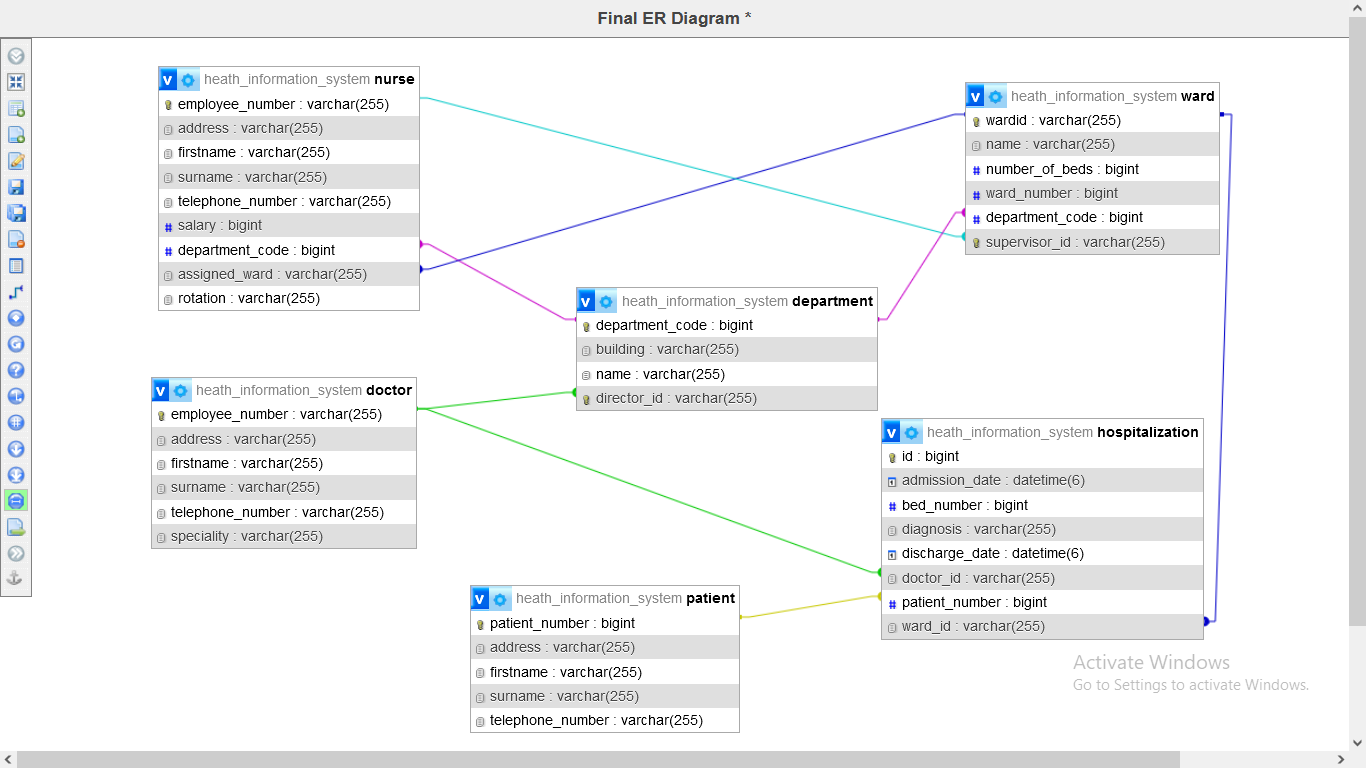 Final ER Diagram *
heath_information_system nurse
employee_number : varchar(255)
address : varchar(255)
firstname : varchar(255)
surname : varchar(255)
telephone_number : varchar(255)
salary : bigint
department_code : bigint
assigned_ward : varchar(255)
rotation : varchar(255)
heath_information_system ward
wardid : varchar(255)
name : varchar(255)
number_of_beds : bigint
ward_number : bigint
department_code : bigint
supervisor_id : varchar(255)
heath_information_system department
department_code : bigint
building : varchar(255)
name : varchar(255)
director_id : varchar(255)
heath_information_system doctor
employee_number : varchar(255)
address : varchar(255)
firstname : varchar(255)
surname : varchar(255)
telephone_number : varchar(255)
speciality : varchar(255)
heath_information_system hospitalization
id : bigint
admission_date : datetime(6)
bed_number : bigint
diagnosis : varchar(255)
discharge_date : datetime(6)
doctor_id : varchar(255)
patient_number : bigint
ward_id : varchar(255)
heath_information_system patient
patient_number : bigint
address : varchar(255)
firstname : varchar(255)
surname : varchar(255)
telephone_number : varchar(255)
Activate Windows
Go to Settings to activate Windows.